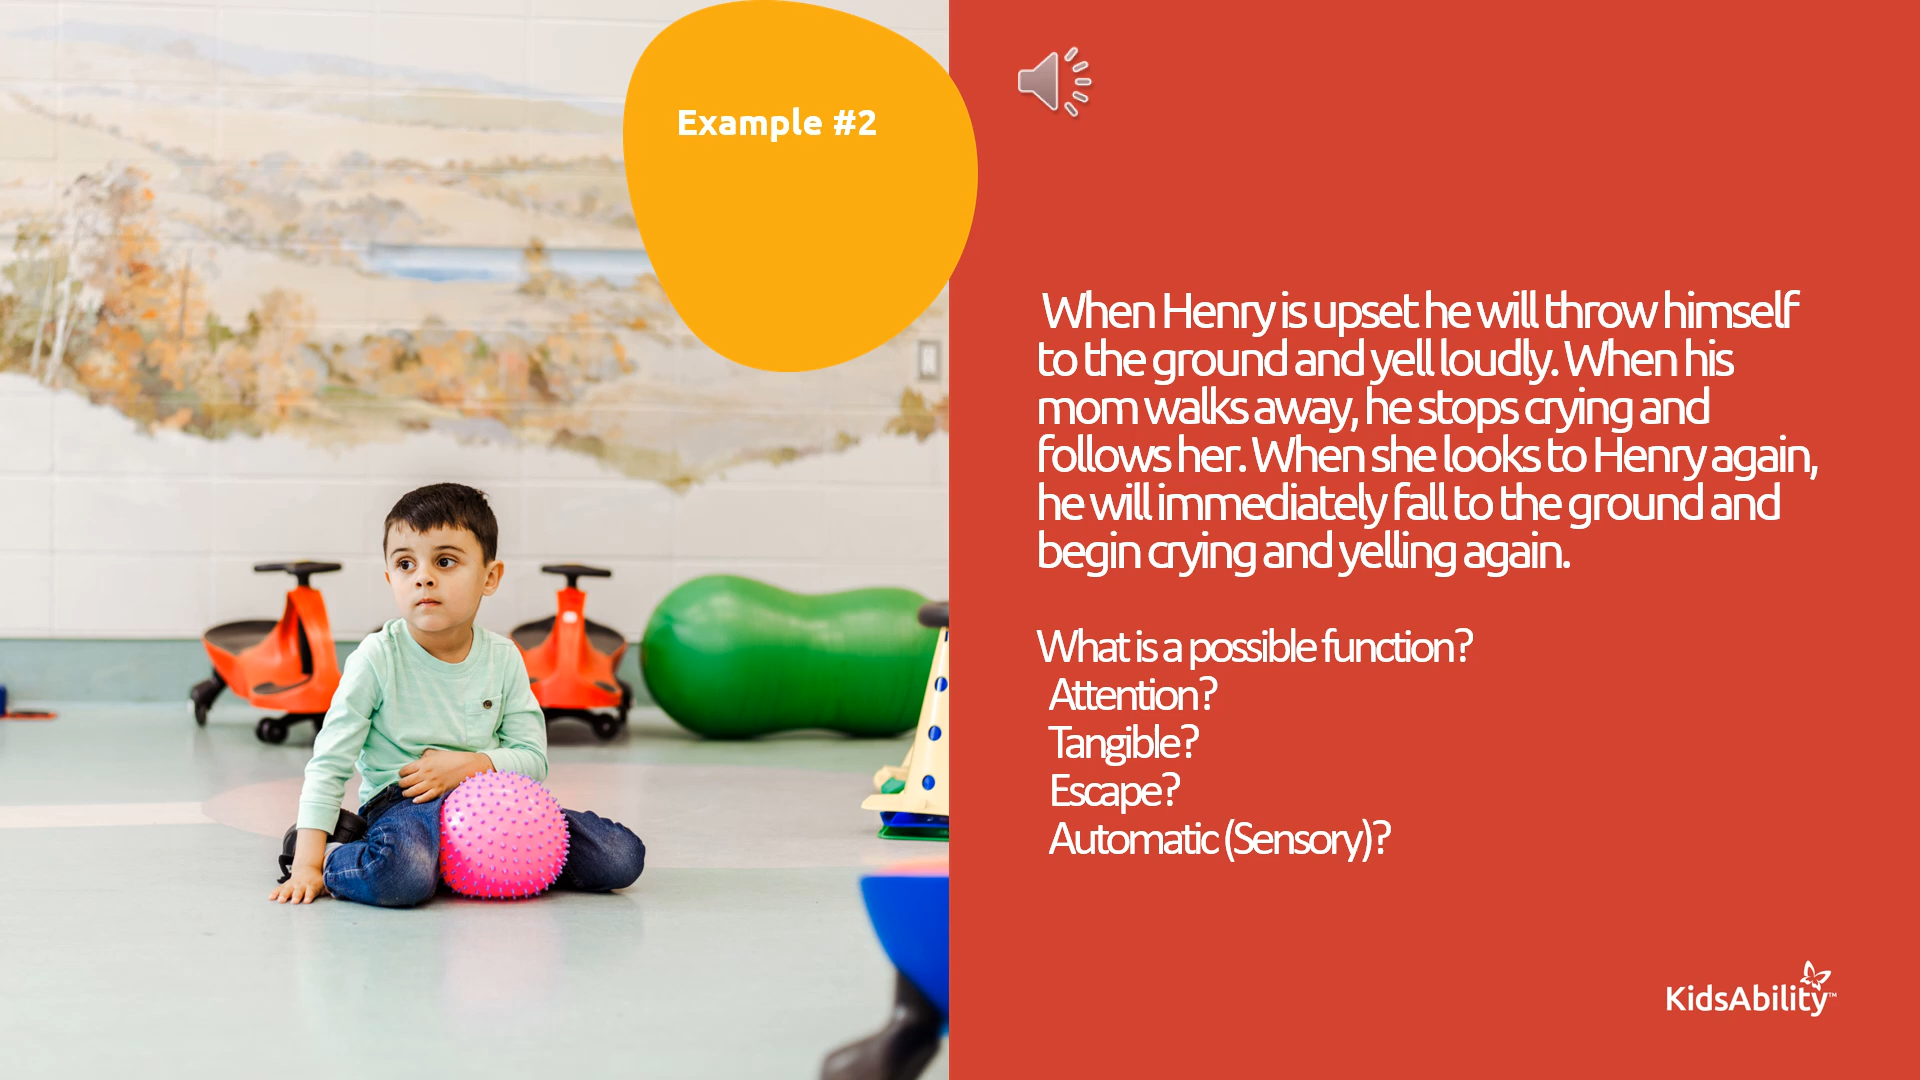 Example #2
When Henry is upset he will throw himself
to the ground and yell loudly. When his
mom walks away, he stops crying and
follows her. When she looks to Henry again,
he will immediately fall to the ground and
begin crying and yelling again.
What is a possible function?
Attention?
Tangible?
Escape?
Automatic (Sensory)?
KidsAbility™